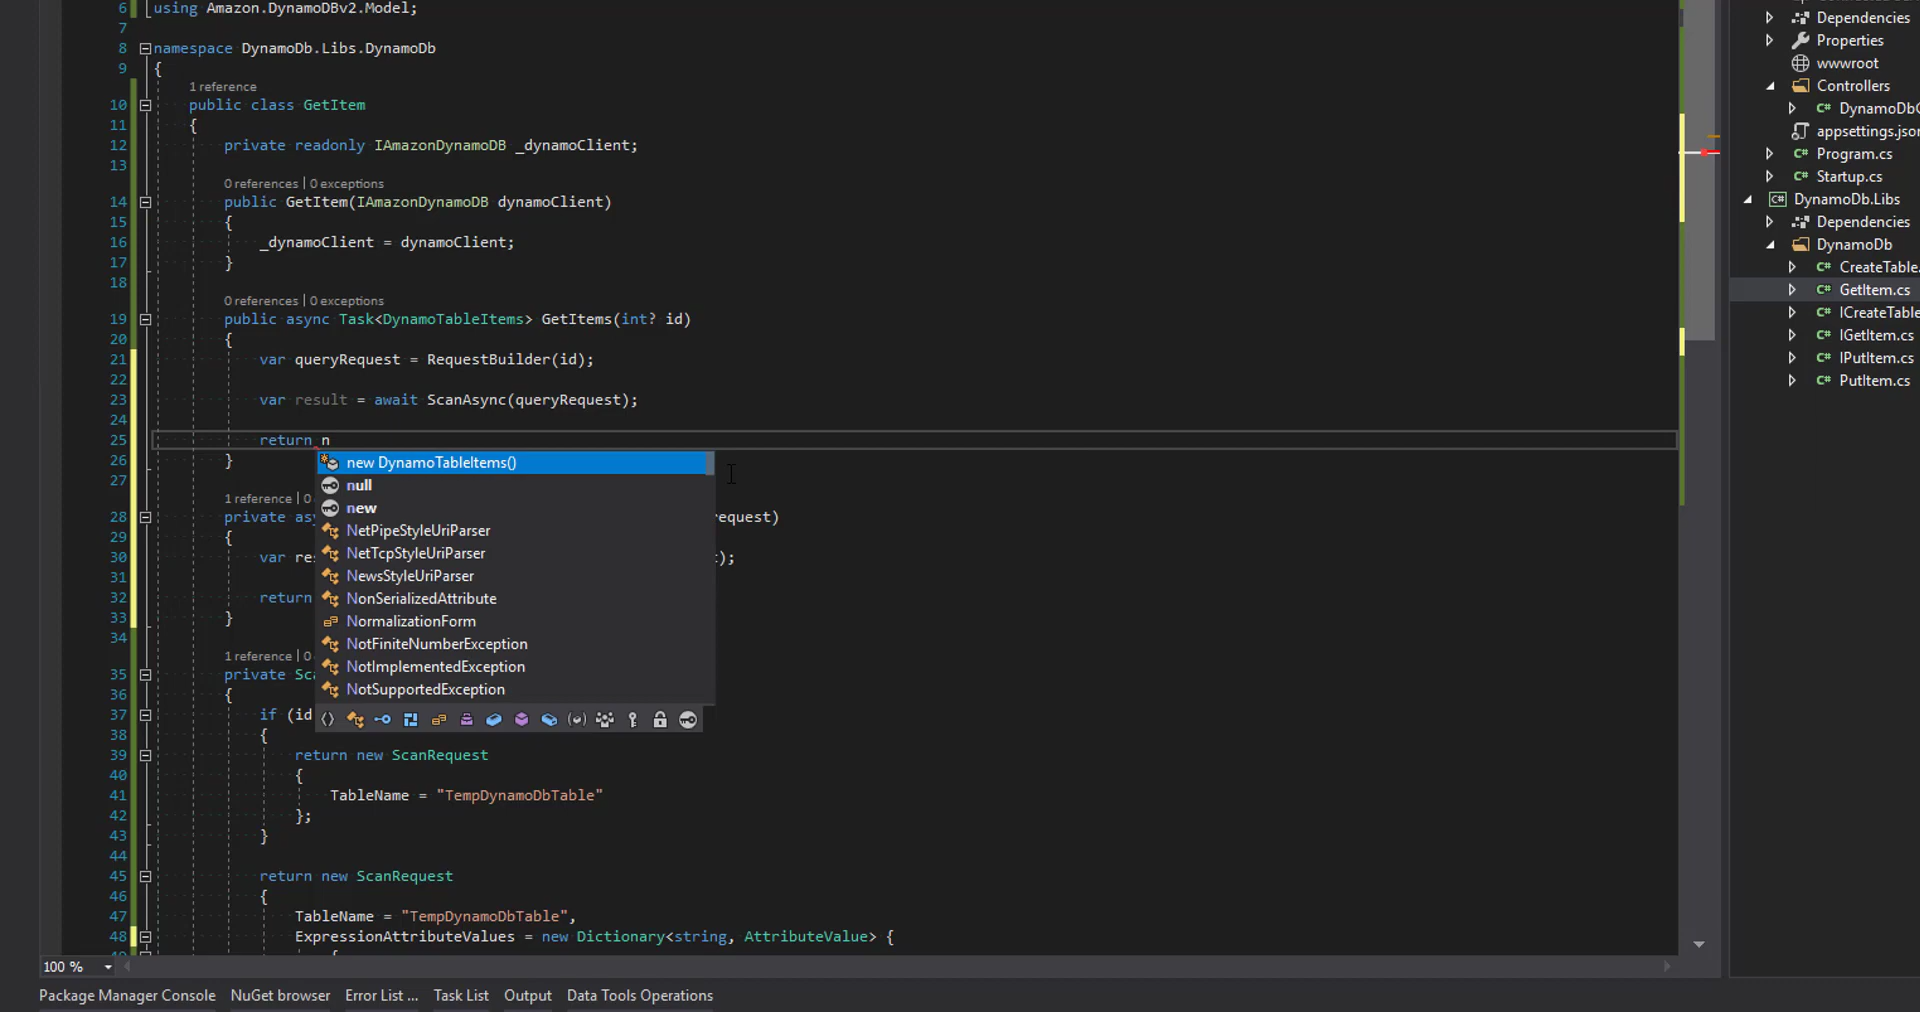 6 using Amazon.DynamoDBv2.Model;
7
8 namespace DynamoDb.Libs.DynamoDb
9 {
1 reference
10 public class GetItem
11 {
12 private readonly IAmazonDynamoDB _dynamoClient;
13
0 references | 0 exceptions
14 public GetItem(IAmazonDynamoDB dynamoClient)
15 {
16 _dynamoClient = dynamoClient;
17 }
18
0 references | 0 exceptions
19 public async Task<DynamoTableItems> GetItems(int? id)
20 {
21 var queryRequest = RequestBuilder(id);
22
23 var result = await ScanAsync(queryRequest);
24
25 return n
26 }
27
1 reference | 0
28 private as equest)
29 {
30 var res t);
31
32 return
33 }
34
1 reference | 0
35 private Sca
36 {
37 if (id
38 {
39 return new ScanRequest
40 {
41 TableName = "TempDynamoDbTable"
42 };
43 }
44
45 return new ScanRequest
46 {
47 TableName = "TempDynamoDbTable",
48 ExpressionAttributeValues = new Dictionary<string, AttributeValue> {
new DynamoTableItems()
null
new
NetPipeStyleUriParser
NetTcpStyleUriParser
NewsStyleUriParser
NonSerializedAttribute
NormalizationForm
NotFiniteNumberException
NotImplementedException
NotSupportedException
100 %
Package Manager Console NuGet browser Error List ... Task List Output Data Tools Operations
Dependencies
Properties
wwwroot
Controllers
C# DynamoDbC
appsettings.json
C# Program.cs
C# Startup.cs
C# DynamoDb.Libs
Dependencies
DynamoDb
C# CreateTable.
C# GetItem.cs
C# ICreateTable
C# IGetItem.cs
C# IPutItem.cs
C# PutItem.cs